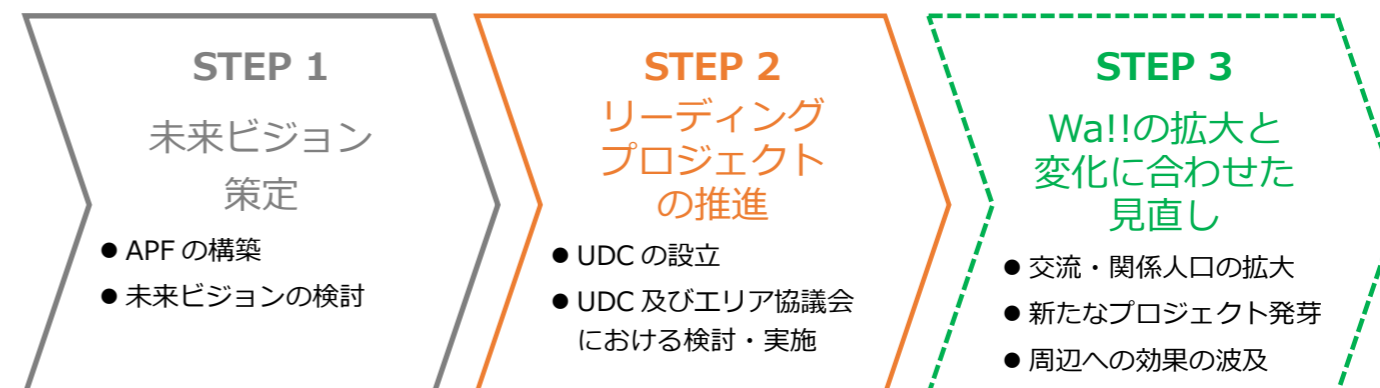 STEP 1
未来ビジョン
策定
● APF の構築
● 未来ビジョンの検討
STEP 2
リーディング
プロジェクト
の推進
● UDC の設立
● UDC 及びエリア協議会
における検討・実施
STEP 3
Wa!!の拡大と
変化に合わせた
見直し
● 交流・関係人口の拡大
● 新たなプロジェクト発芽
● 周辺への効果の波及